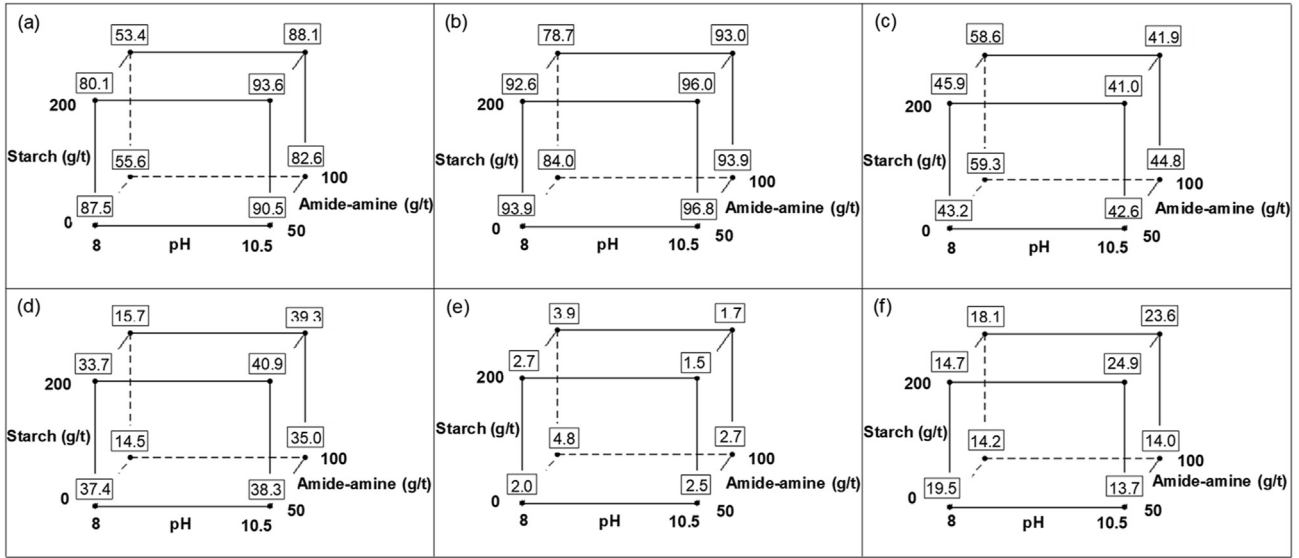 (a)
53.4 88.1
80.1 93.6
200
Starch (g/t)
55.6 82.6
100
87.5 90.5 Amide-amine (g/t)
0
50
8 pH 10.5
(b)
78.7 93.0
92.6 96.0
200
Starch (g/t)
84.0 93.9
100
93.9 96.8 Amide-amine (g/t)
0
50
8 pH 10.5
(c)
58.6 41.9
45.9 41.0
200
Starch (g/t)
59.3 44.8
100
43.2 42.6 Amide-amine (g/t)
0
50
8 pH 10.5
(d)
15.7 39.3
33.7 40.9
200
Starch (g/t)
14.5 35.0
100
37.4 38.3 Amide-amine (g/t)
0
50
8 pH 10.5
(e)
3.9 1.7
2.7 1.5
200
Starch (g/t)
4.8 2.7
100
2.0 2.5 Amide-amine (g/t)
0
50
8 pH 10.5
(f)
18.1 23.6
14.7 24.9
200
Starch (g/t)
14.2 14.0
100
19.5 13.7 Amide-amine (g/t)
0
50
8 pH 10.5